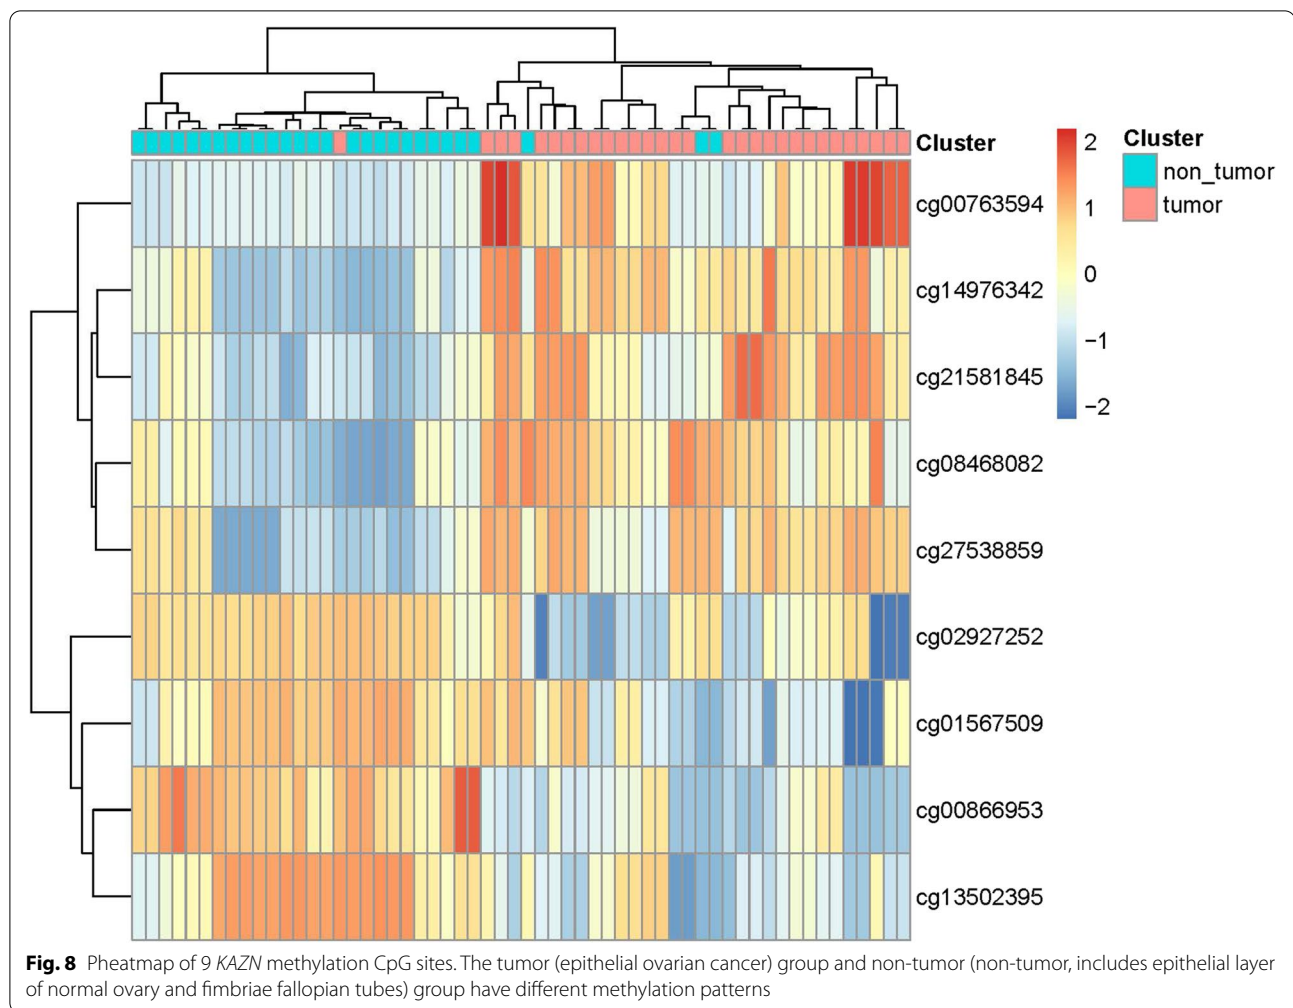 Cluster
cg00763594
cg14976342
cg21581845
cg08468082
cg27538859
cg02927252
cg01567509
cg00866953
cg13502395
2
1
0
−1
−2
Cluster
non_tumor
tumor
Fig. 8 Pheatmap of 9 KAZN methylation CpG sites. The tumor (epithelial ovarian cancer) group and non-tumor (non-tumor, includes epithelial layer
of normal ovary and fimbriae fallopian tubes) group have different methylation patterns